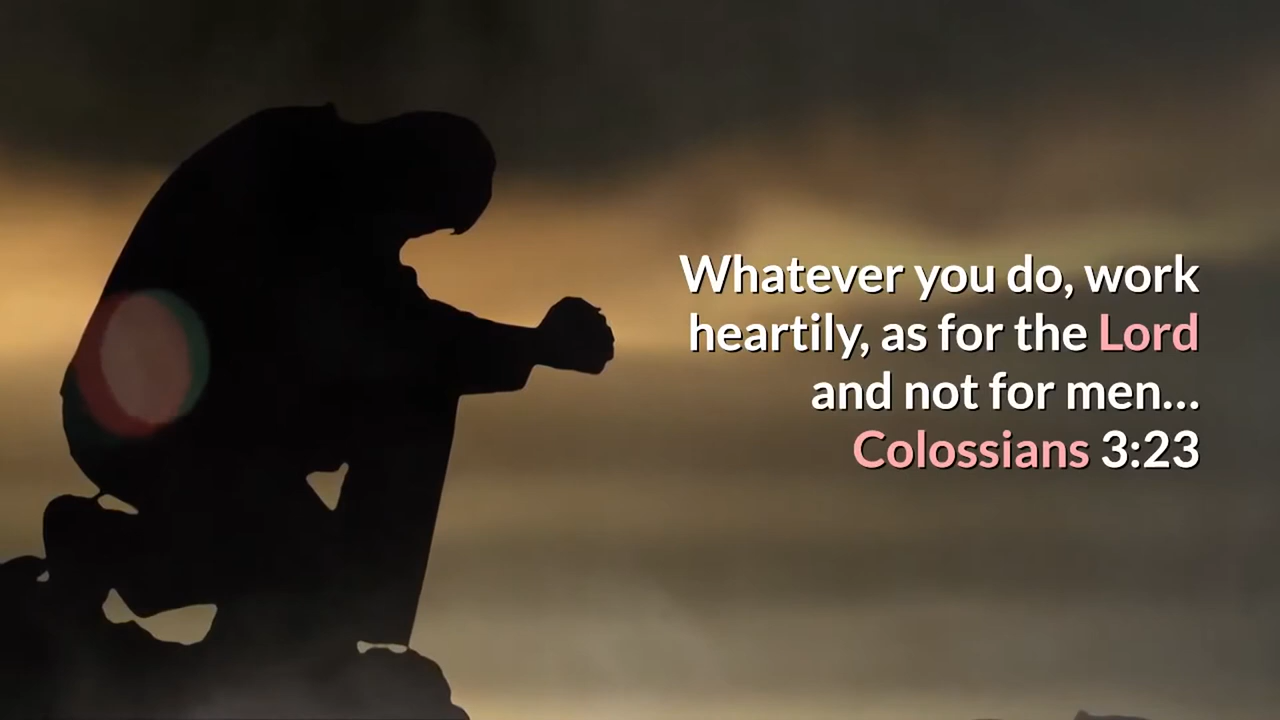 Whatever you do, work
heartily, as for the Lord
and not for men...
Colossians 3:23